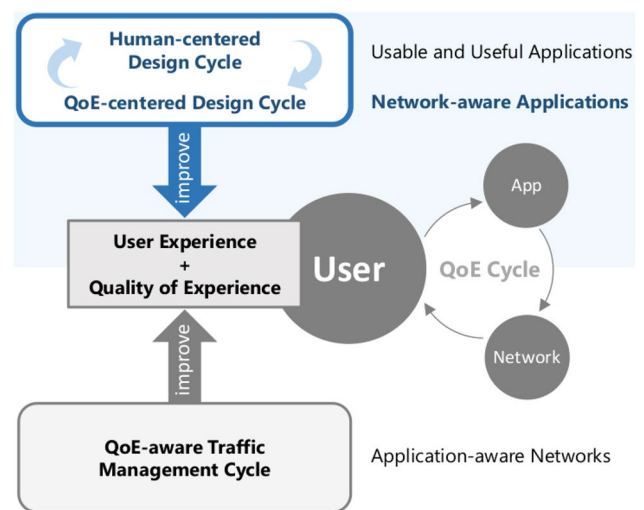 Human-centered
Design Cycle
QoE-centered Design Cycle
Usable and Useful Applications
Network-aware Applications
improve
User Experience
+
Quality of Experience
User
App
QoE Cycle
Network
improve
QoE-aware Traffic
Management Cycle
Application-aware Networks